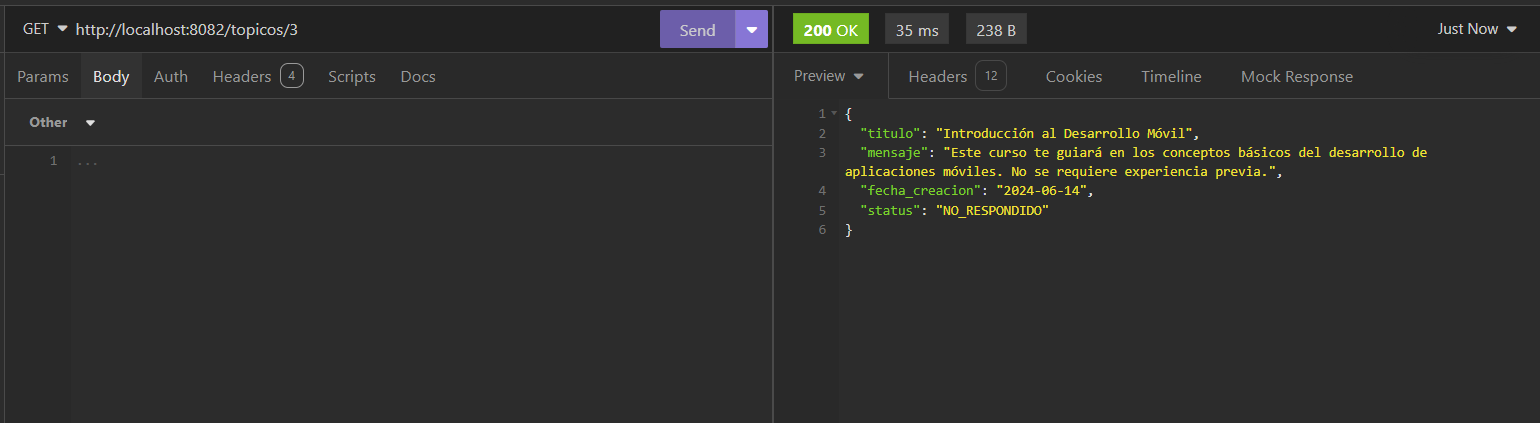 GET http://localhost:8082/topicos/3 Send
200 OK 35 ms 238 B Just Now
Params Body Auth Headers 4 Scripts Docs
Preview Headers 12 Cookies Timeline Mock Response
Other
1 ...
1 {
2 "titulo": "Introducción al Desarrollo Móvil",
3 "mensaje": "Este curso te guiará en los conceptos básicos del desarrollo de
aplicaciones móviles. No se requiere experiencia previa.",
4 "fecha_creacion": "2024-06-14",
5 "status": "NO_RESPONDIDO"
6 }